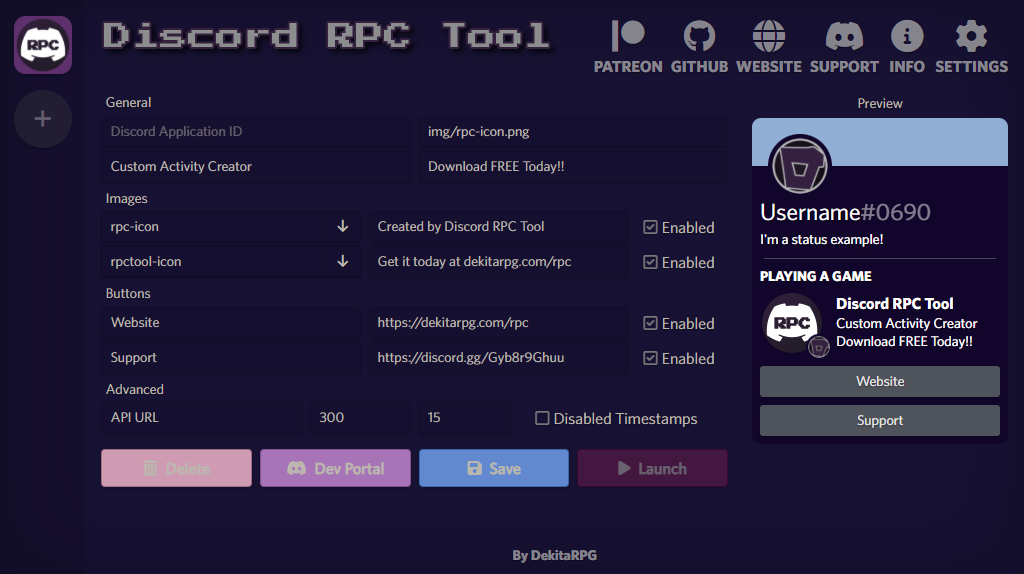 RPC
Discord RPC Tool
PATREON GITHUB WEBSITE SUPPORT INFO SETTINGS
General
Discord Application ID
img/rpc-icon.png
Custom Activity Creator
Download FREE Today!!
Images
rpc-icon
Created by Discord RPC Tool
Enabled
rpctool-icon
Get it today at dekitarpg.com/rpc
Enabled
Buttons
Website
https://dekitarpg.com/rpc
Enabled
Support
https://discord.gg/Gyb8r9Ghuu
Enabled
Advanced
API URL
300
15
Disabled Timestamps
Delete
Dev Portal
Save
Launch
Preview
Username#0690
I'm a status example!
PLAYING A GAME
RPC
Discord RPC Tool
Custom Activity Creator
Download FREE Today!!
Website
Support
By DekitaRPG